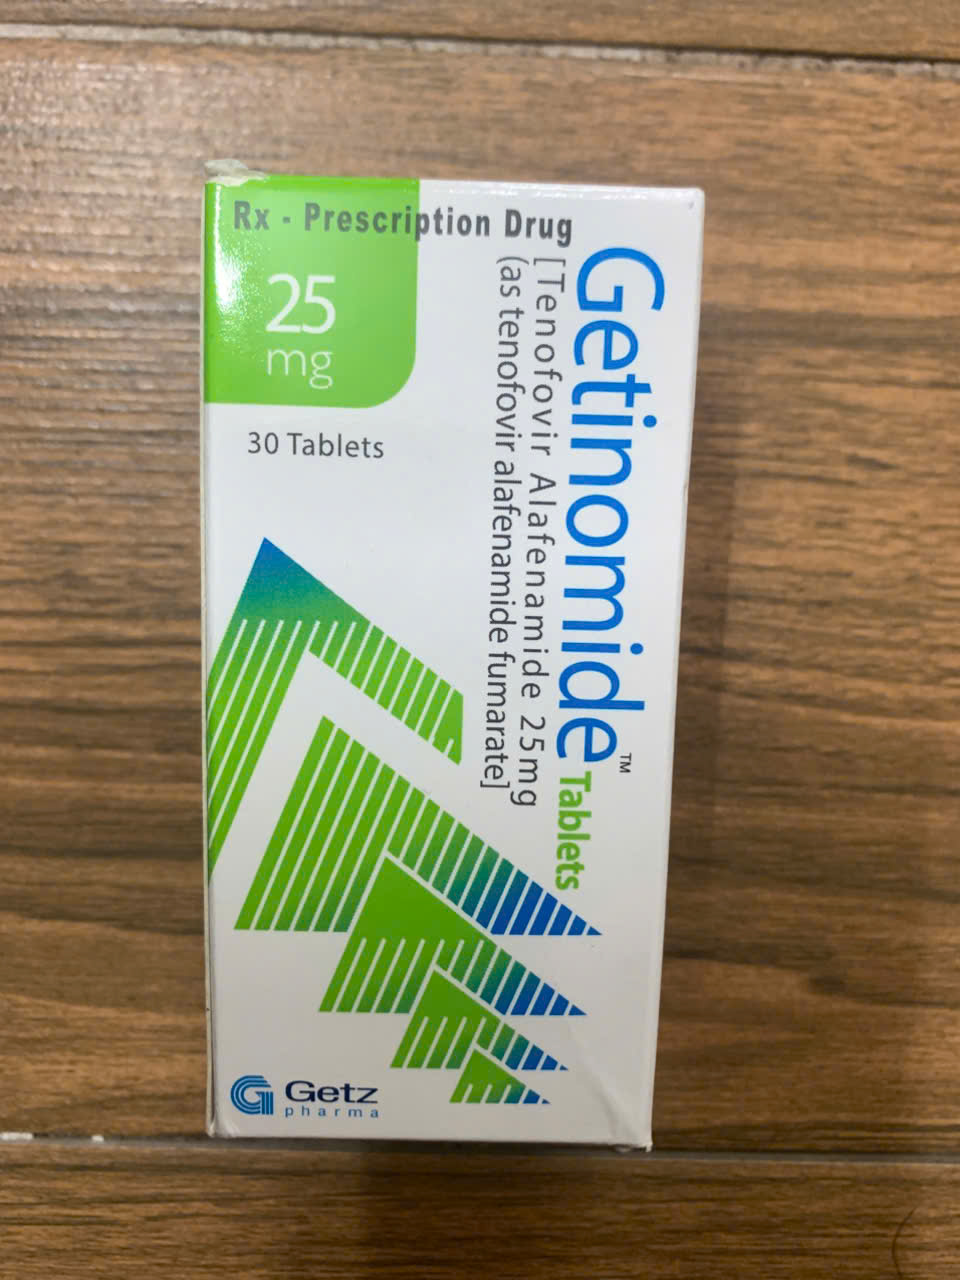 Rx - Prescription Drug
25
mg
30 Tablets
Getinomide™ Tablets
[Tenofovir Alafenamide 25mg
(as tenofovir alafenamide fumarate]
Getz
pharma